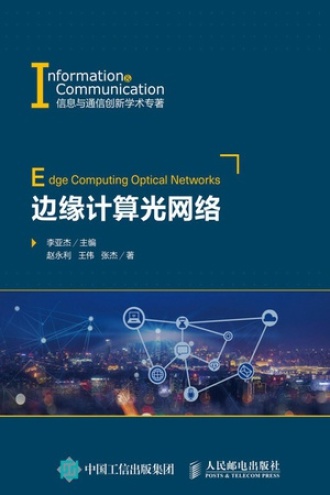 Information &
Communication
信息与通信创新学术专著
Edge Computing Optical Networks
边缘计算光网络
李亚杰／主编
赵永利 王伟 张杰／著
中国工信出版集团
人民邮电出版社
POSTS & TELECOM PRESS